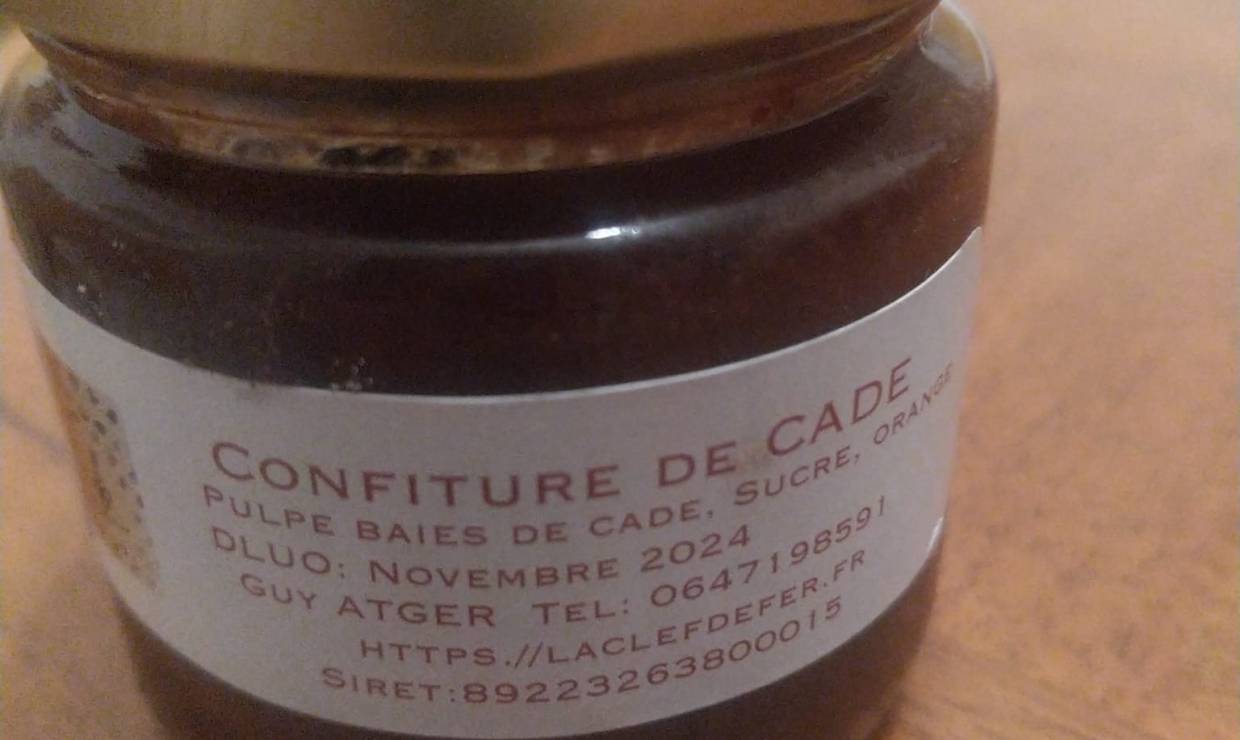 CONFITURE DE CADE
PULPE BAIES DE CADE, SUCRE, ORANGE
DLUO: NOVEMBRE 2024
GUY ATGER TEL: 0647198591
HTTPS.//LACLEFDEFER.FR
SIRET:89223263800015